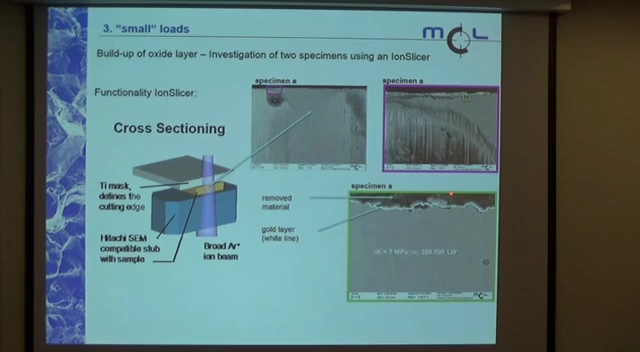 3. "small" loads
MCL
Build-up of oxide layer – Investigation of two specimens using an IonSlicer
specimen a
specimen a
Functionality IonSlicer:
Cross Sectioning
Ti mask,
defines the
cutting edge
Hitachi SEM
compatible stub
with sample
Broad Ar⁺
ion beam
specimen a
removed
material
gold layer
(white line)